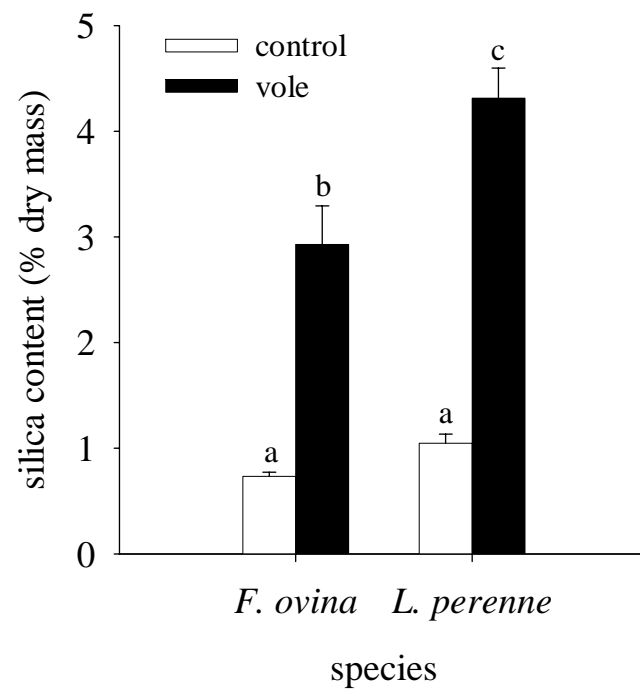 control
vole
silica content (% dry mass)
5
4
3
2
1
0
a
b
a
c
F. ovina L. perenne
species